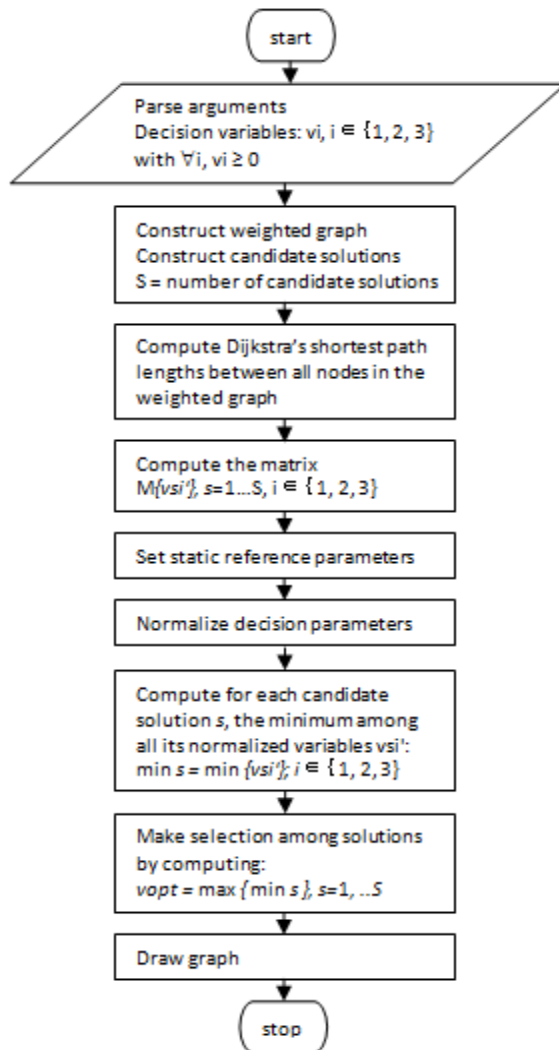 start
Parse arguments
Decision variables: vi, i ∈ {1, 2, 3}
with ∀i, vi ≥ 0
Construct weighted graph
Construct candidate solutions
S = number of candidate solutions
Compute Dijkstra's shortest path
lengths between all nodes in the
weighted graph
Compute the matrix
M{vsi'}, s=1...S, i ∈ {1, 2, 3}
Set static reference parameters
Normalize decision parameters
Compute for each candidate
solution s, the minimum among
all its normalized variables vsi':
min s = min {vsi'}; i ∈ {1, 2, 3}
Make selection among solutions
by computing:
vopt = max { min s }, s=1, ..S
Draw graph
stop